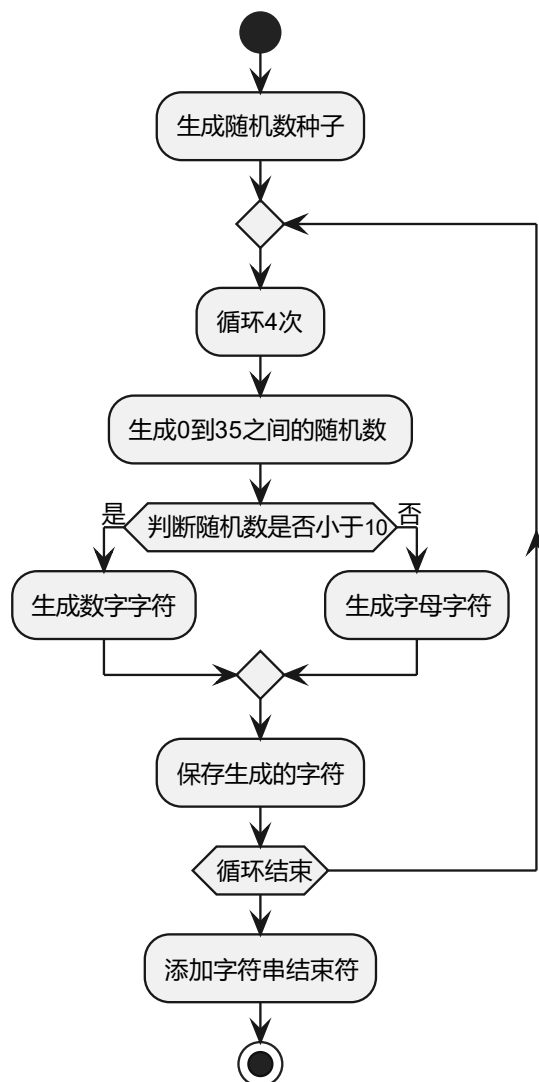 生成随机数种子
循环4次
生成0到35之间的随机数
是
判断随机数是否小于10
否
生成数字字符
生成字母字符
保存生成的字符
循环结束
添加字符串结束符